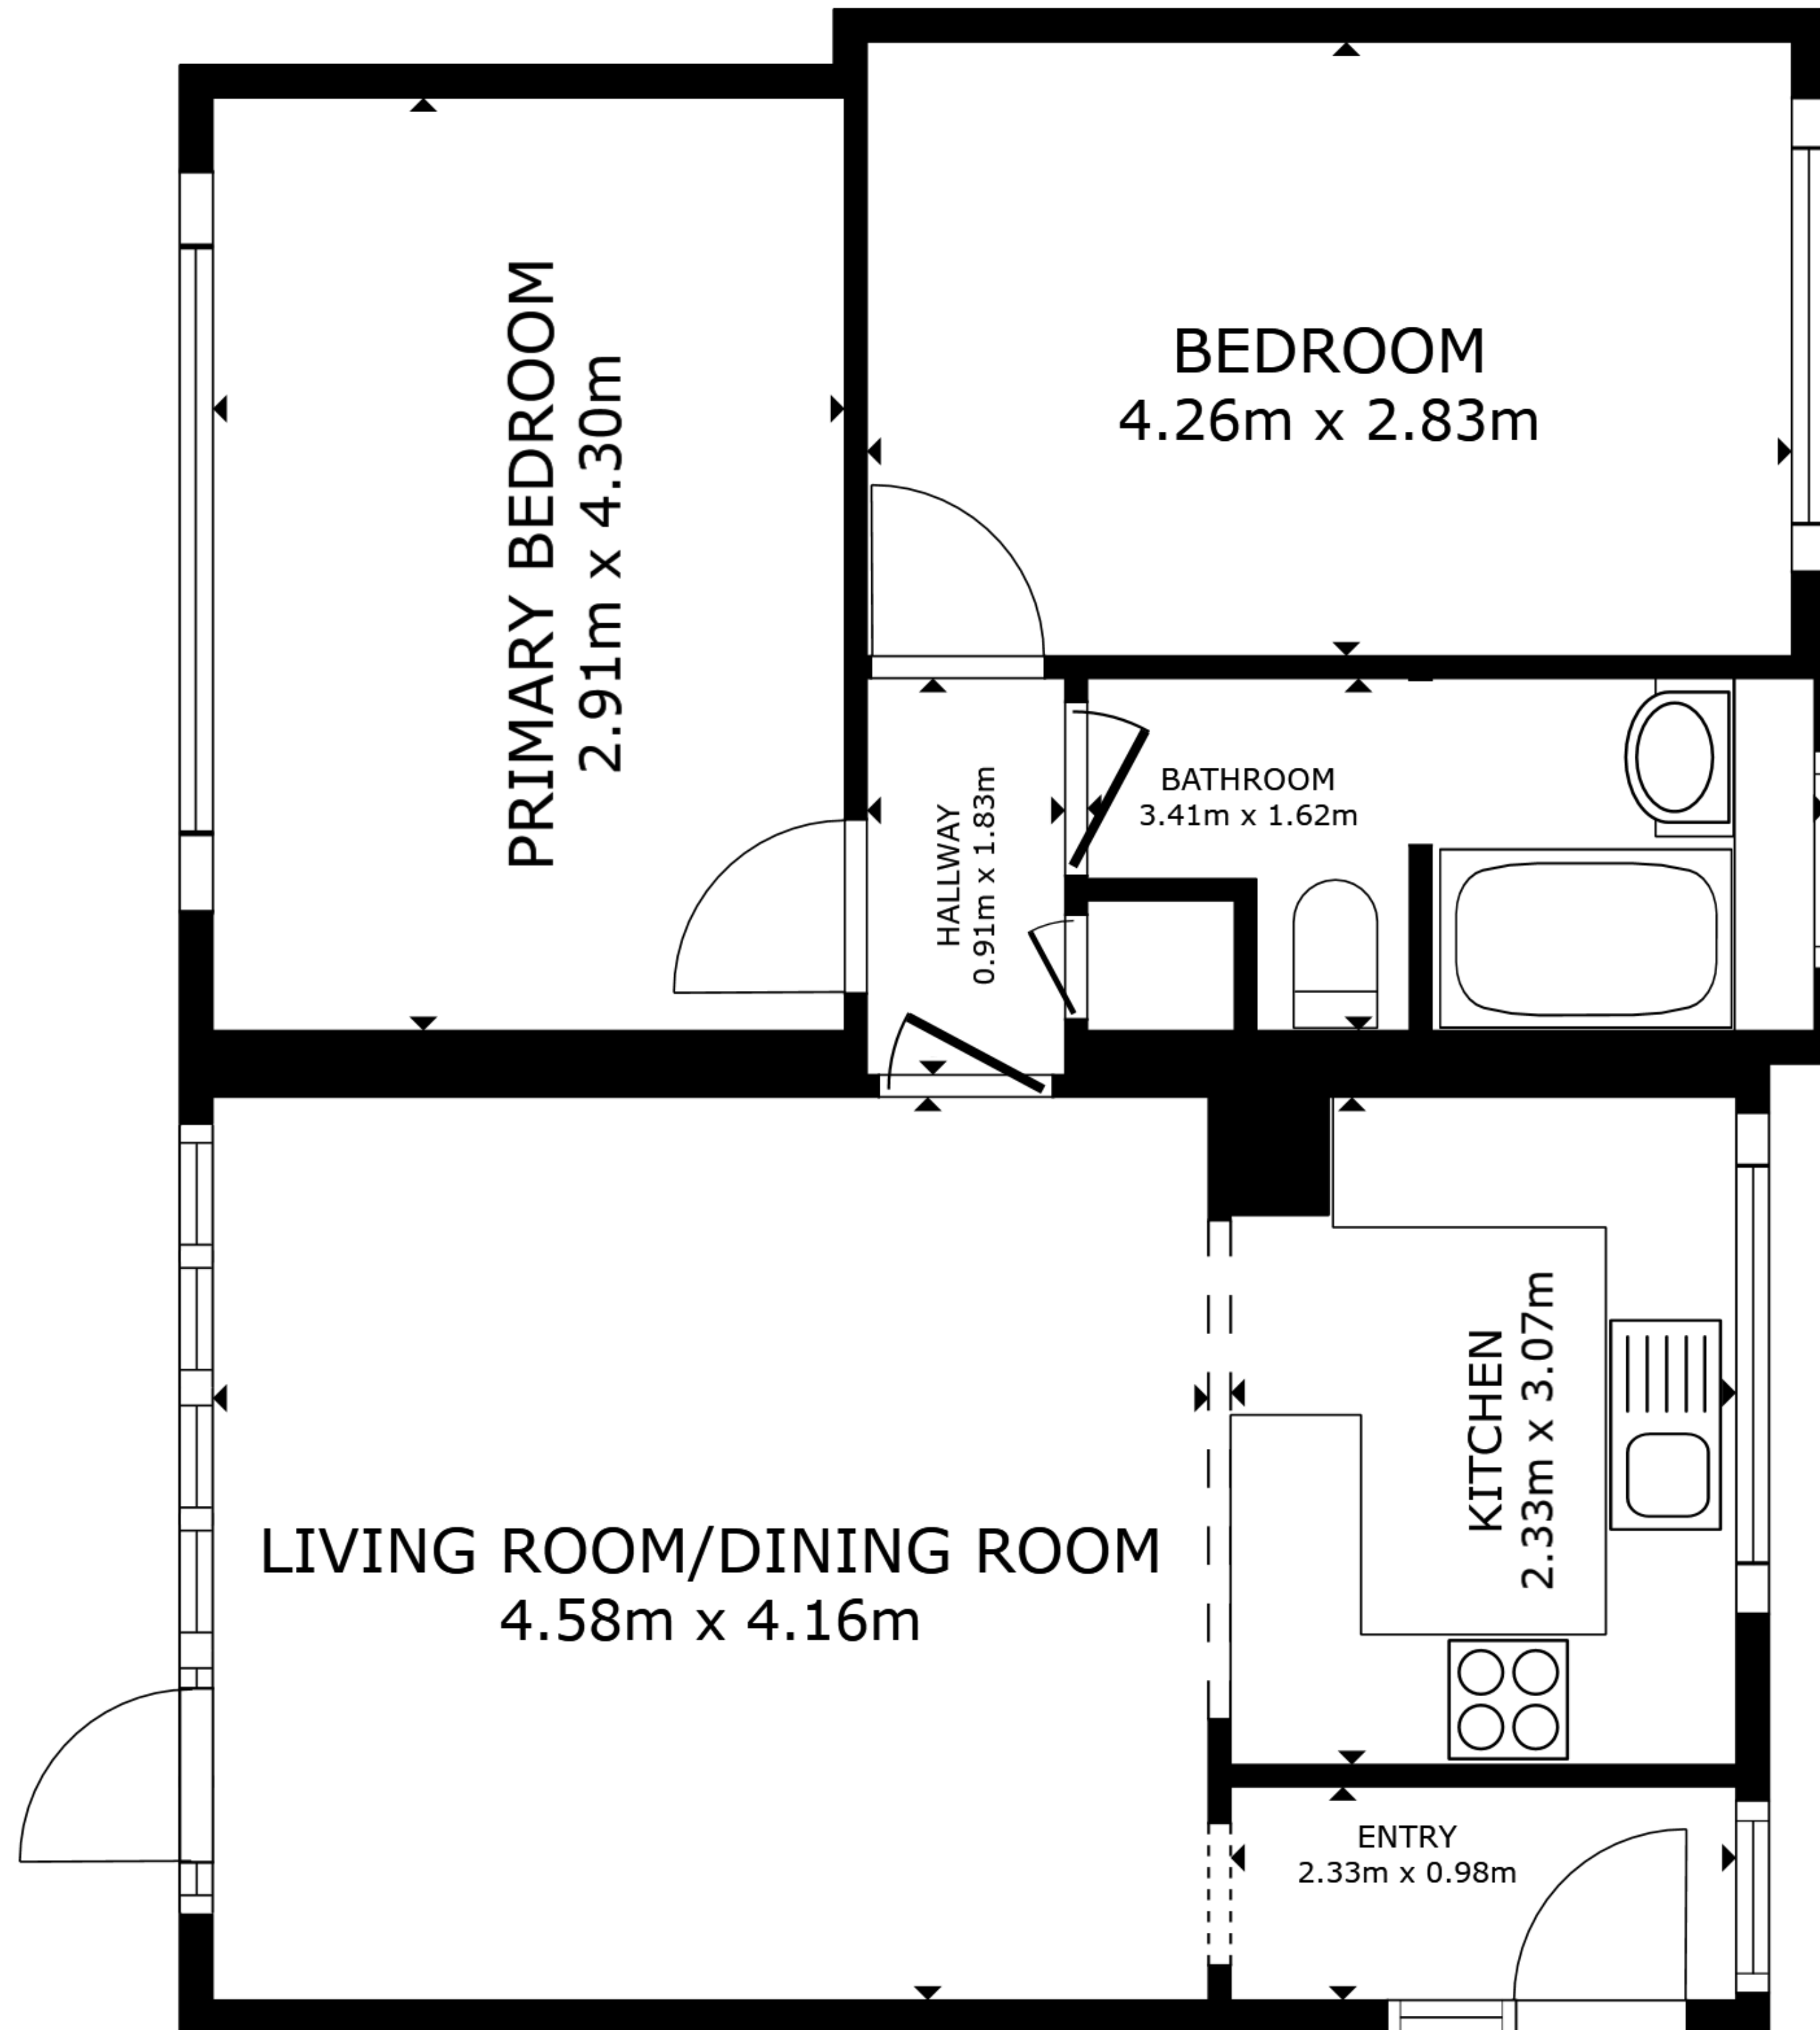 PRIMARY BEDROOM
2.91m x 4.30m
BEDROOM
4.26m x 2.83m
HALLWAY
0.91m x 1.83m
BATHROOM
3.41m x 1.62m
LIVING ROOM/DINING ROOM
4.58m x 4.16m
KITCHEN
2.33m x 3.07m
ENTRY
2.33m x 0.98m